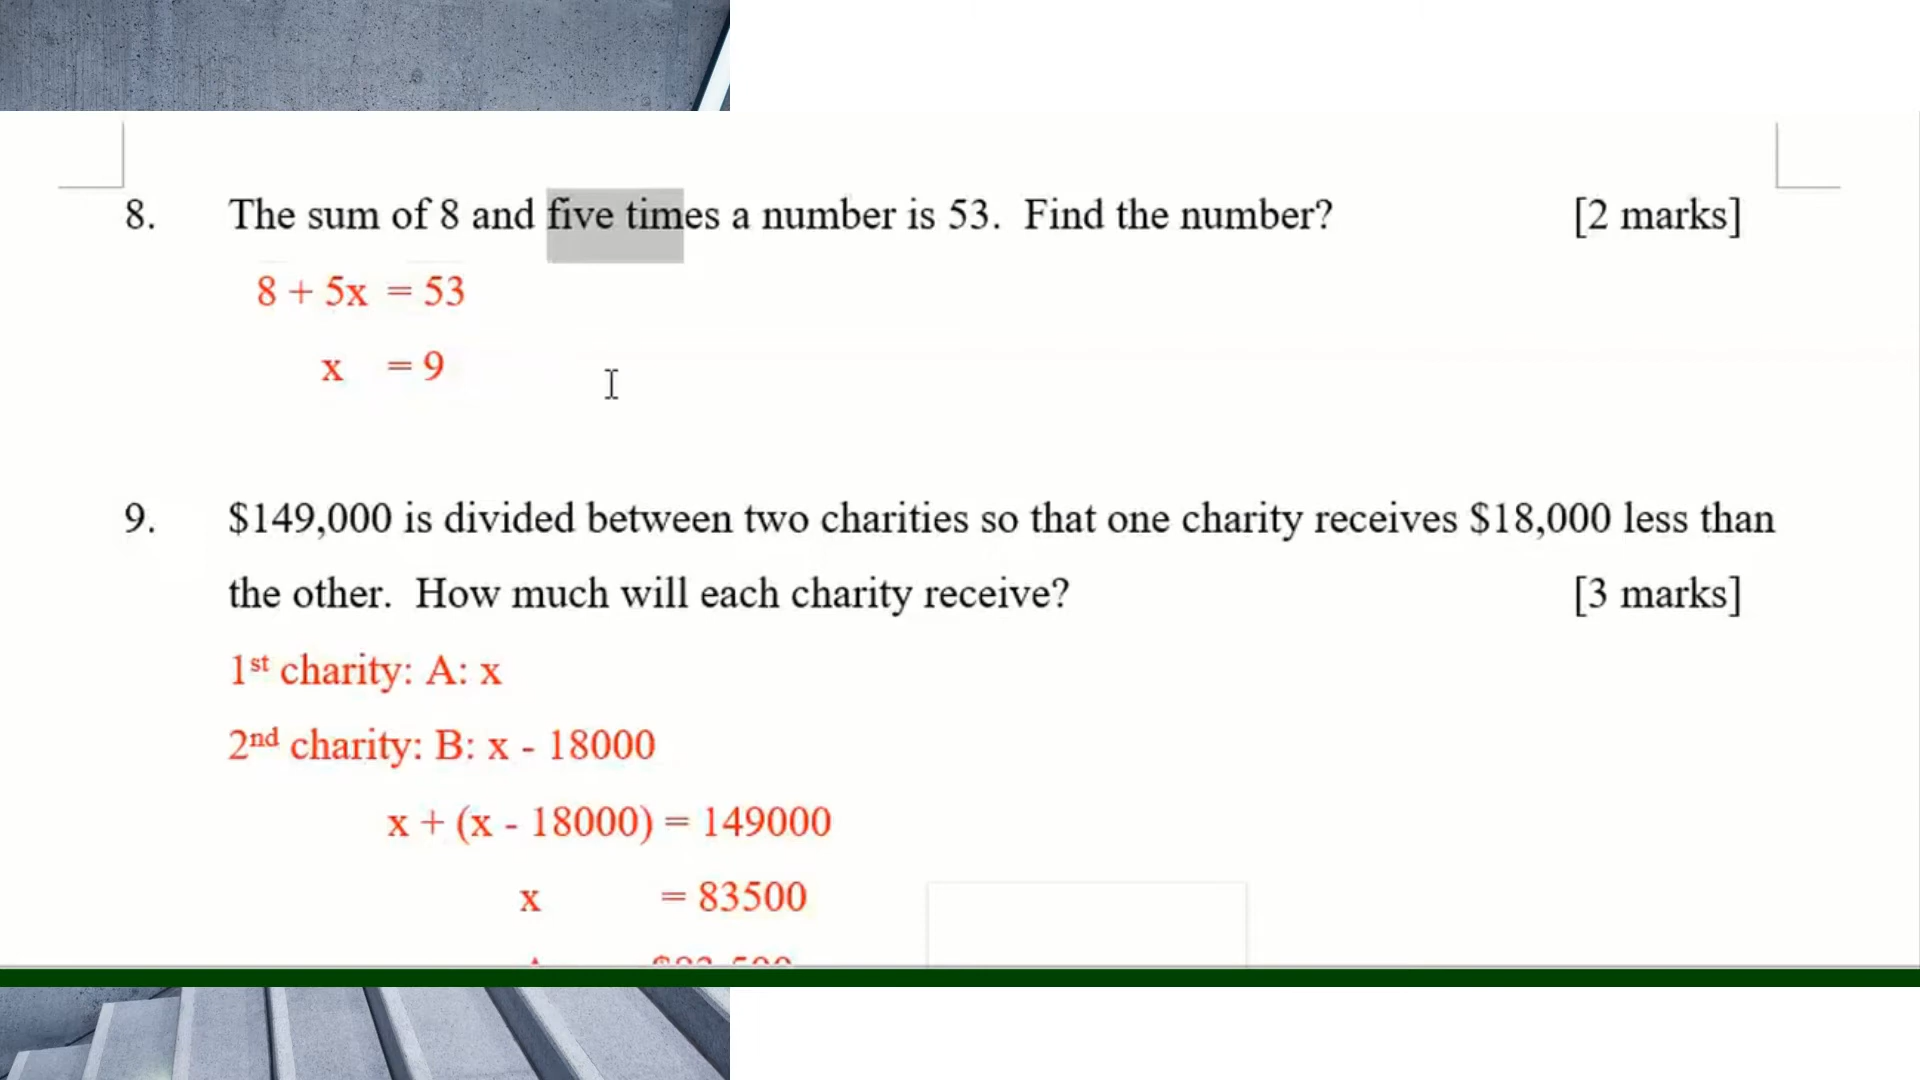 8. The sum of 8 and five times a number is 53. Find the number? [2 marks]
8 + 5x = 53
x = 9
9. $149,000 is divided between two charities so that one charity receives $18,000 less than
the other. How much will each charity receive? [3 marks]
1st charity: A: x
2nd charity: B: x - 18000
x + (x - 18000) = 149000
x = 83500